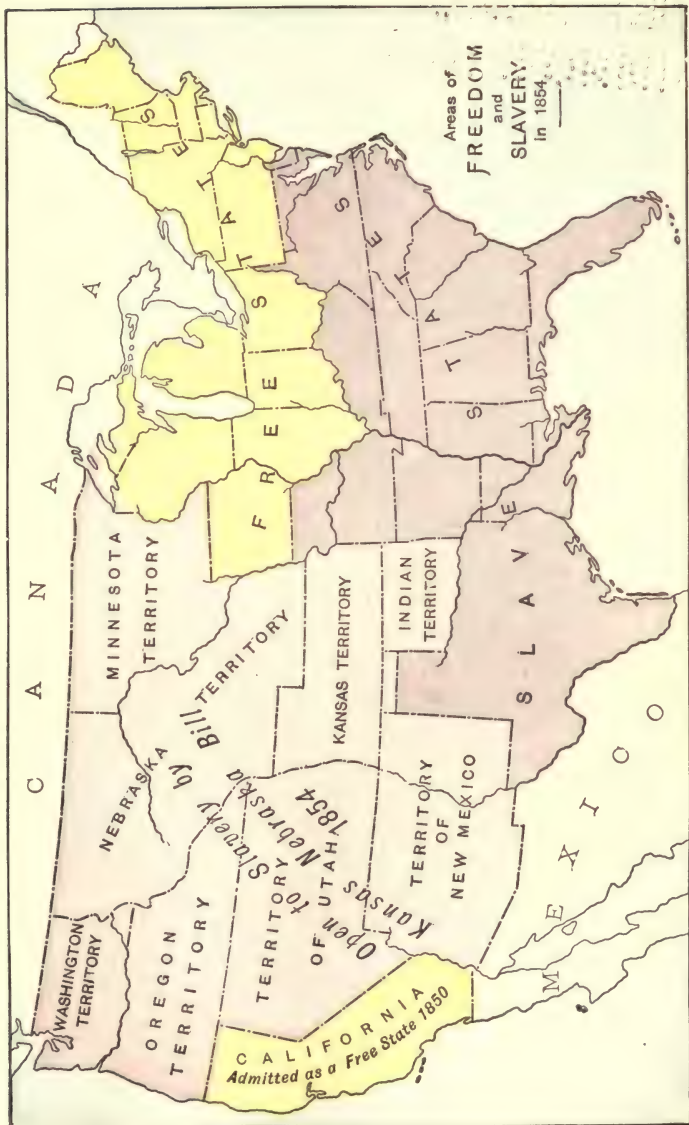 Areas of
FREEDOM
and
SLAVERY
in 1854.
CANADA
WASHINGTON
TERRITORY
OREGON
TERRITORY
NEBRASKA TERRITORY
MINNESOTA
TERRITORY
CALIFORNIA
Admitted as a Free State 1850
TERRITORY
OF UTAH
KANSAS TERRITORY
INDIAN
TERRITORY
TERRITORY
OF
NEW MEXICO
Open to Slavery by Bill
Kansas Nebraska
1854
FREE STATES
SLAVE STATES
MEXICO